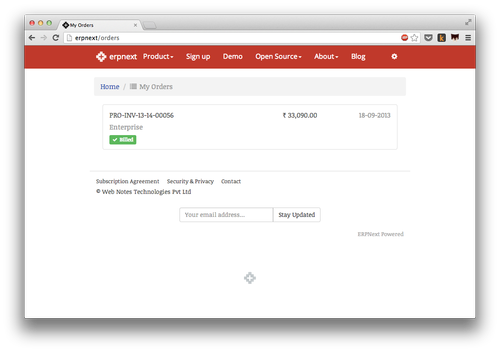 My Orders
erpnext/orders
erpnext Product Sign up Demo Open Source About Blog
Home / My Orders
PRO-INV-13-14-00056 ₹ 33,090.00 18-09-2013
Enterprise
Billed
Subscription Agreement Security & Privacy Contact
© Web Notes Technologies Pvt Ltd
Your email address... Stay Updated
ERPNext Powered